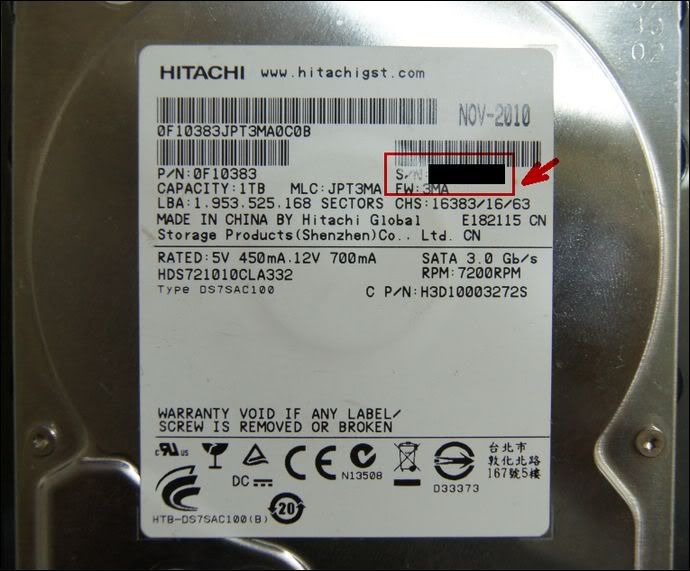 HITACHI www.hitachigst.com
NOV-2010
0F10383JPT3MA0C0B
P/N:0F10383 S/N:
CAPACITY:1TB MLC:JPT3MA FW:3MA
LBA:1.953.525.168 SECTORS CHS:16383/16/63
MADE IN CHINA BY Hitachi Global E182115 CN
Storage Products(Shenzhen)Co.. Ltd. CN
RATED:5V 450mA.12V 700mA SATA 3.0 Gb/s
HDS721010CLA332 RPM:7200RPM
Type DS7SAC100 C P/N:H3D10003272S
WARRANTY VOID IF ANY LABEL/
SCREW IS REMOVED OR BROKEN
c UR us DC CE N13508 D33373
台北市
敦化北路
167號5樓
HTB-DS7SAC100(B) 20